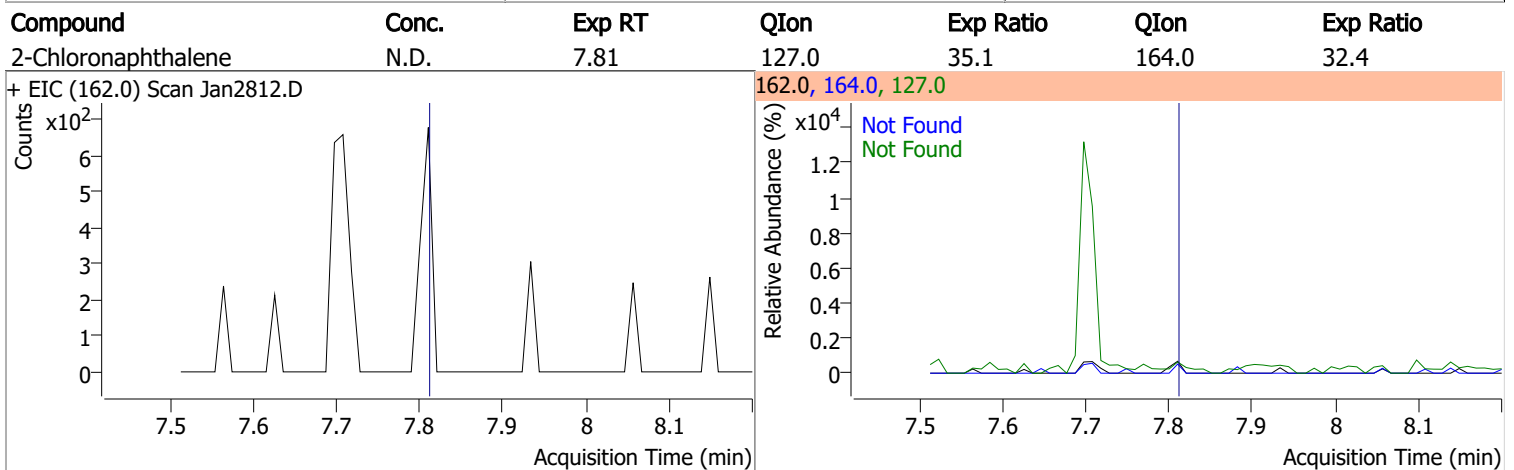 Compound Conc. Exp RT QIon Exp Ratio QIon Exp Ratio
2-Chloronaphthalene N.D. 7.81 127.0 35.1 164.0 32.4
+ EIC (162.0) Scan Jan2812.D
162.0, 164.0, 127.0
Counts
x10²
6
5
4
3
2
1
0
7.5 7.6 7.7 7.8 7.9 8 8.1
Acquisition Time (min)
Relative Abundance (%)
x10⁴
Not Found
Not Found
1.2
1
0.8
0.6
0.4
0.2
0
7.5 7.6 7.7 7.8 7.9 8 8.1
Acquisition Time (min)